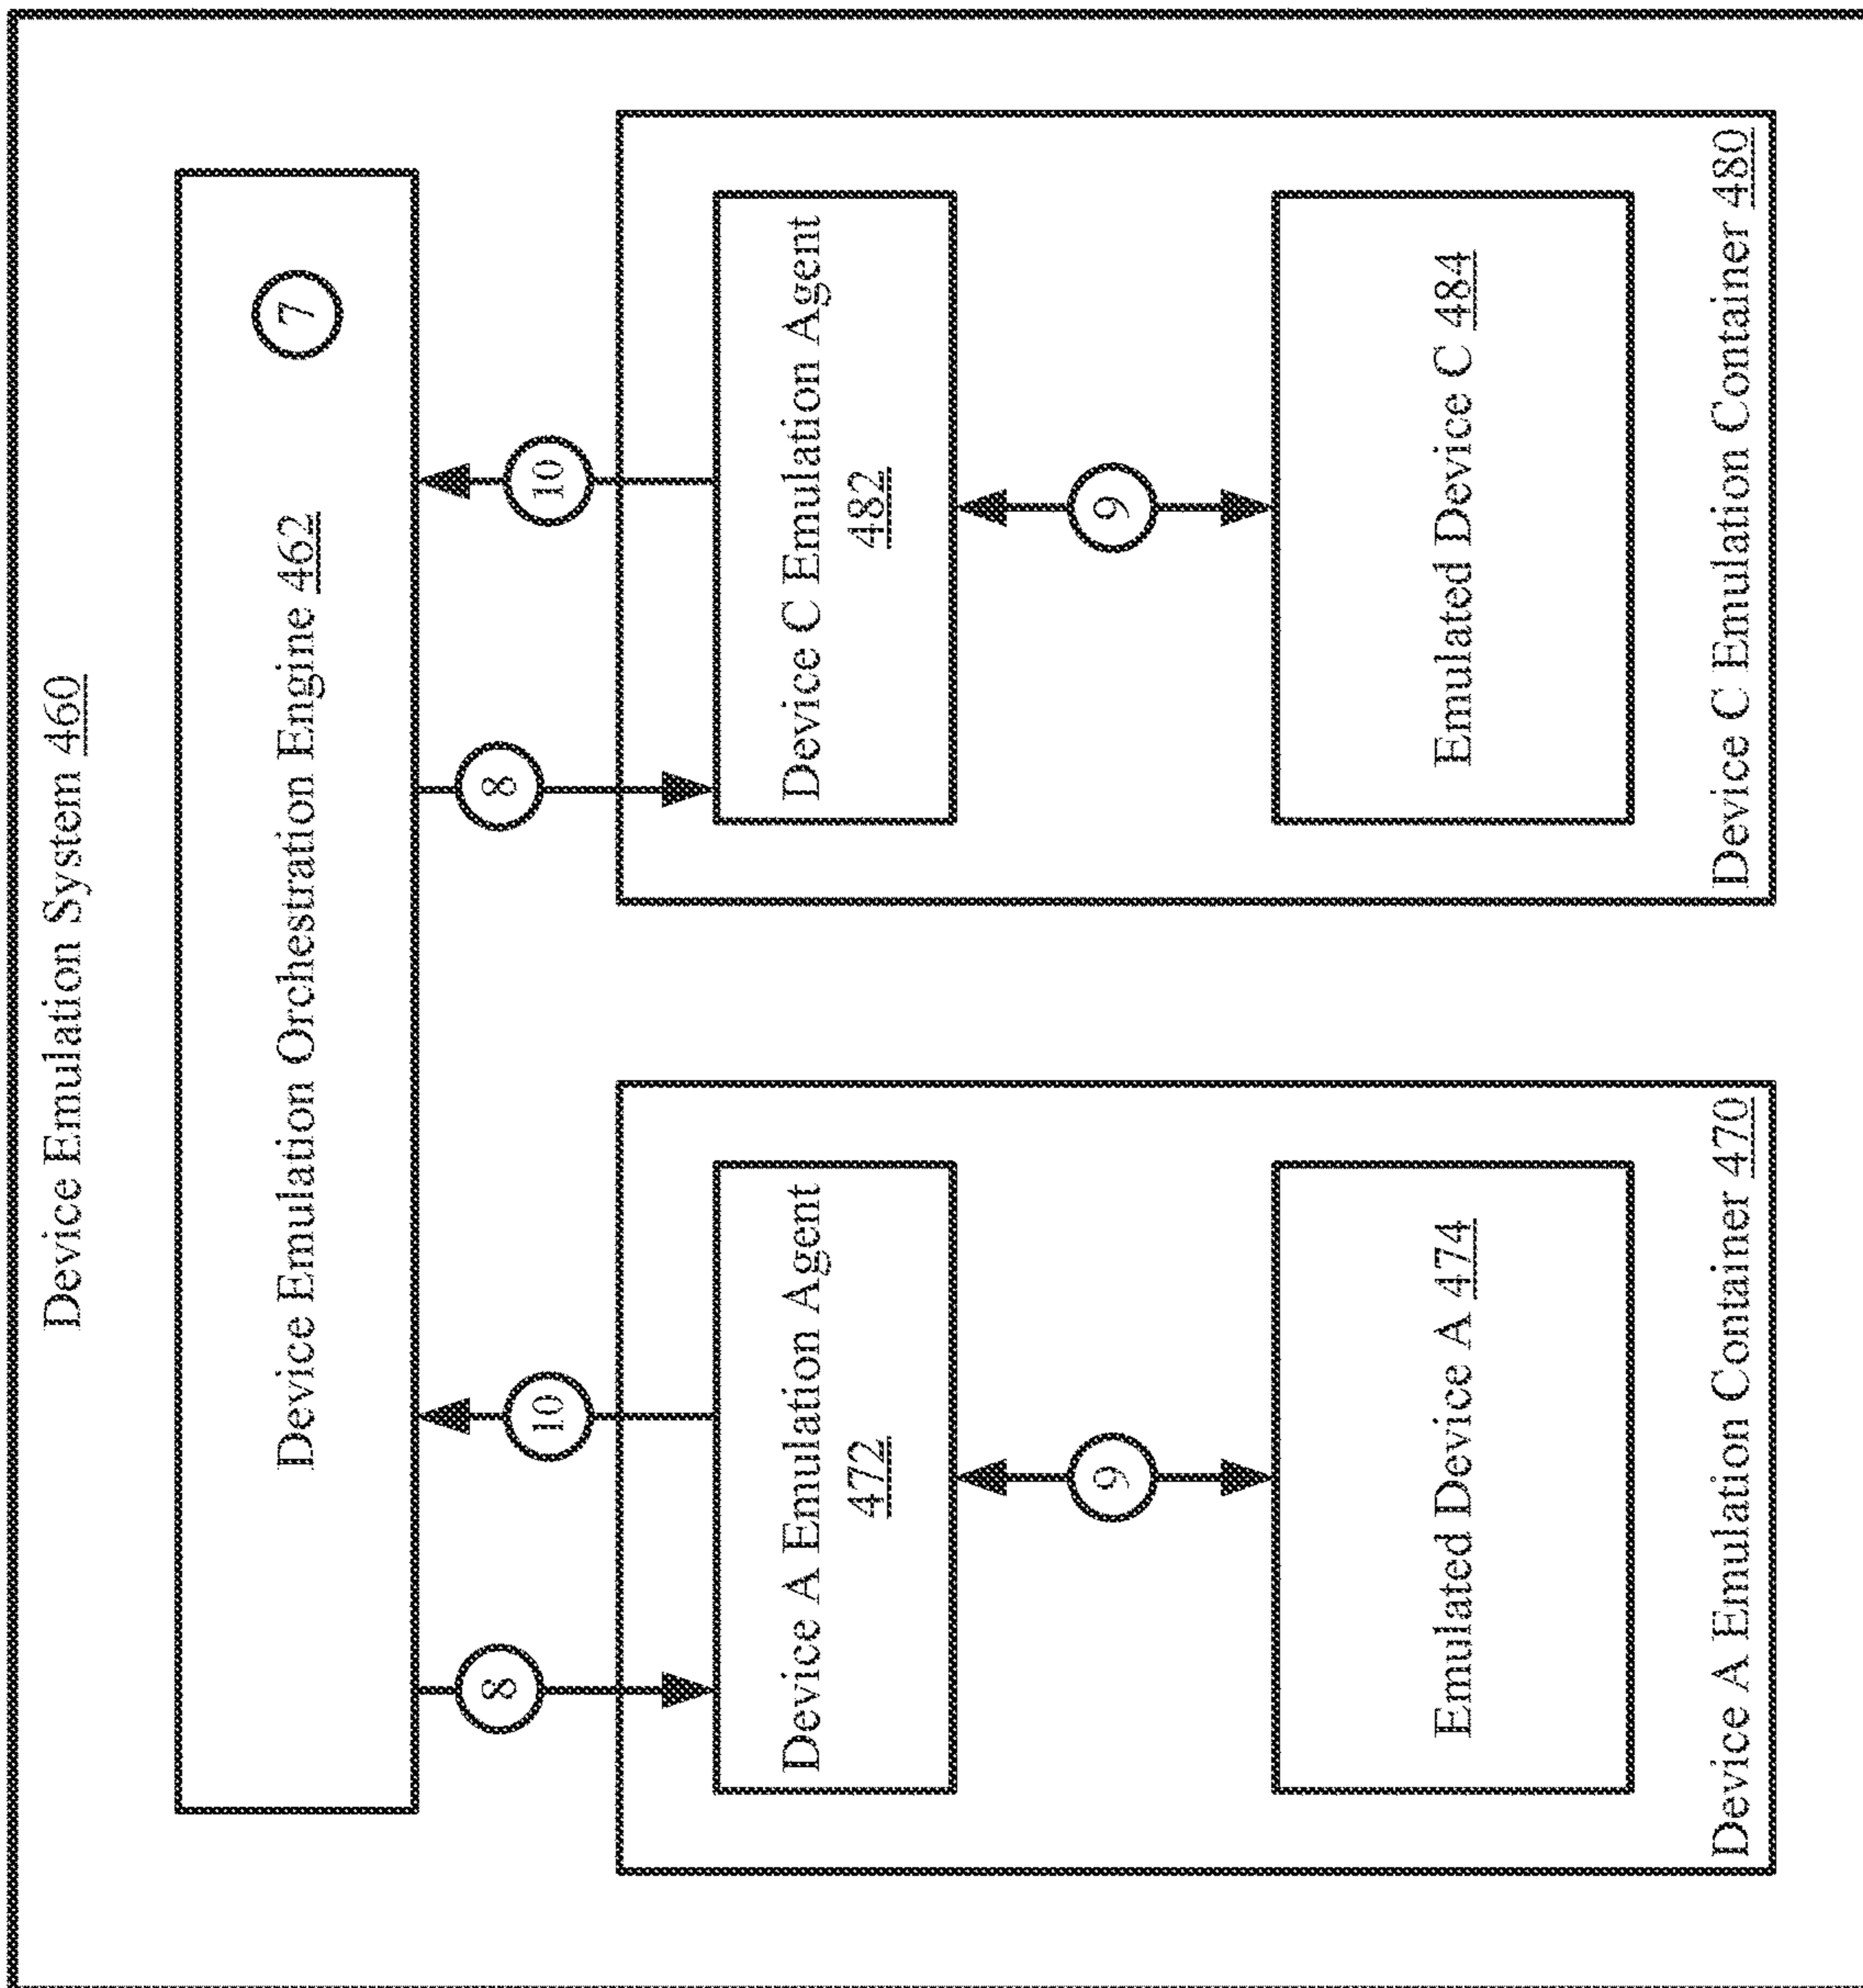 Device Emulation System 460
Device Emulation Orchestration Engine 462
7
8
10
8
10
Device A Emulation Agent
472
Device C Emulation Agent
482
9
9
Emulated Device A 474
Emulated Device C 484
Device A Emulation Container 470
Device C Emulation Container 480